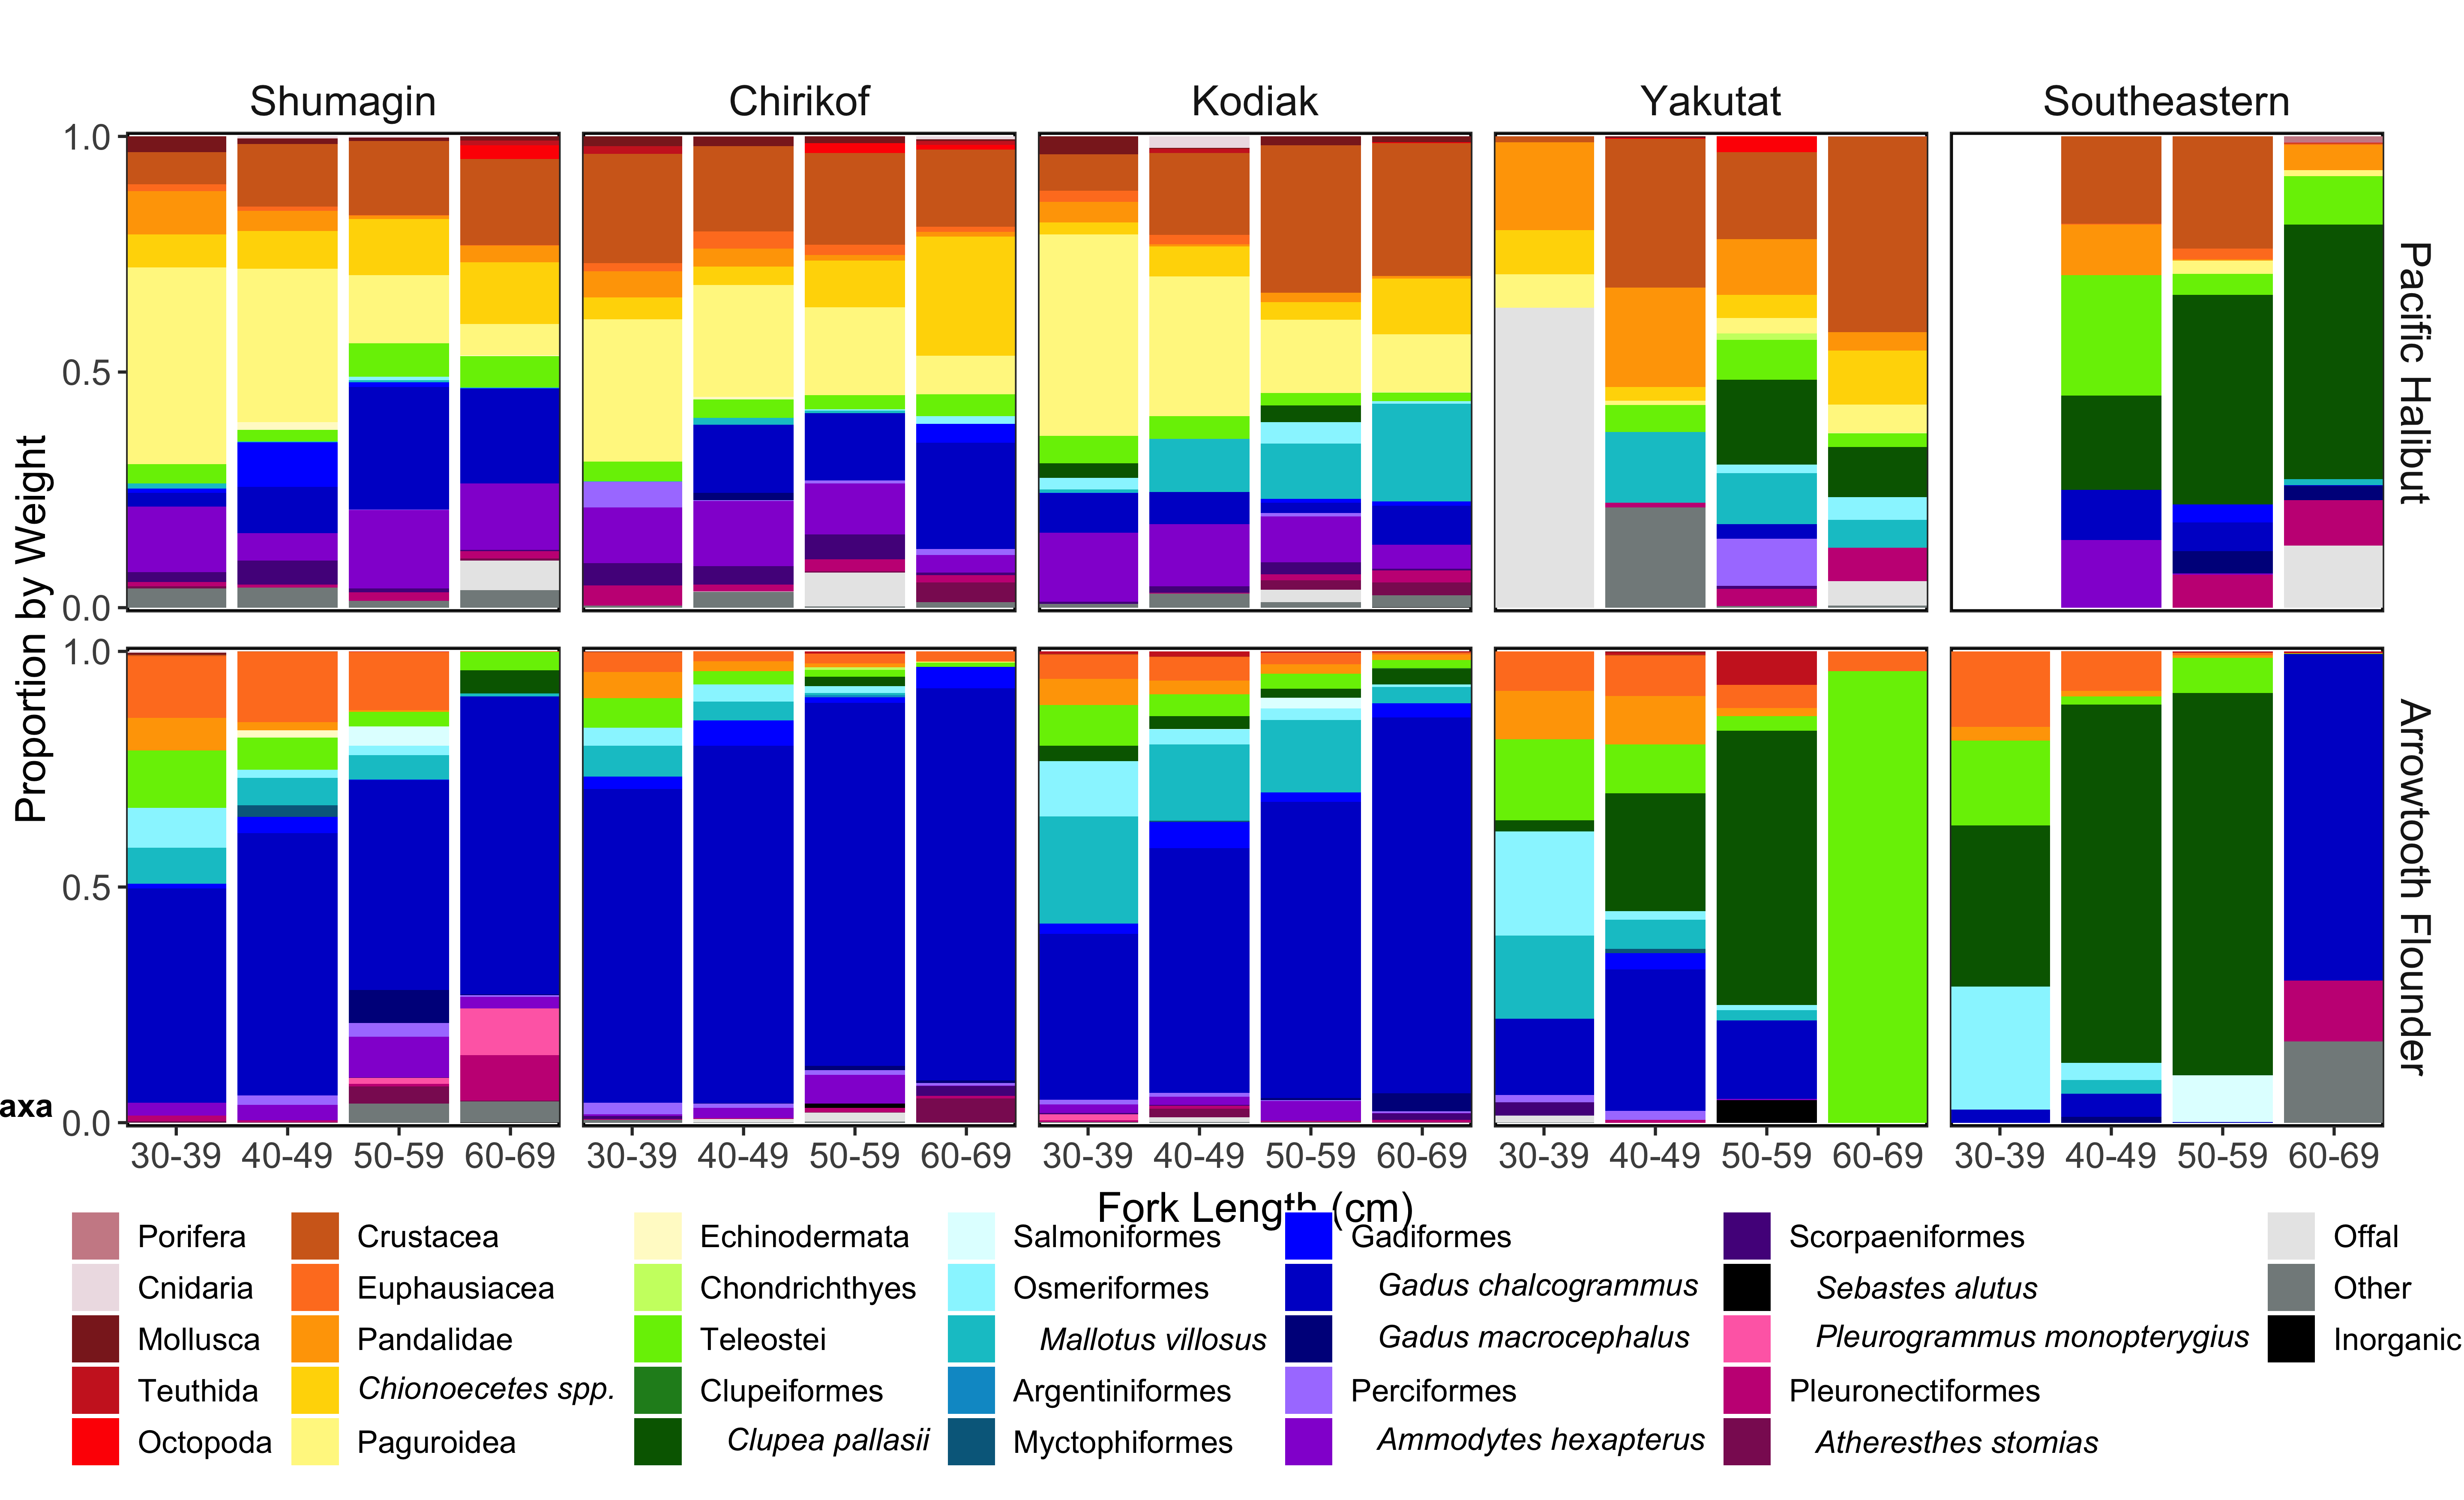 Shumagin Chirikof Kodiak Yakutat Southeastern
1.0
0.5
0.0
Pacific Halibut
Proportion by Weight
1.0
0.5
0.0
Arrowtooth Flounder
axa
30-39 40-49 50-59 60-69 30-39 40-49 50-59 60-69 30-39 40-49 50-59 60-69 30-39 40-49 50-59 60-69 30-39 40-49 50-59 60-69
Fork Length (cm)
Porifera Crustacea Echinodermata Salmoniformes Gadiformes Scorpaeniformes Offal
Cnidaria Euphausiacea Chondrichthyes Osmeriformes Gadus chalcogrammus Sebastes alutus Other
Mollusca Pandalidae Teleostei Mallotus villosus Gadus macrocephalus Pleurogrammus monopterygius Inorganic
Teuthida Chionoecetes spp. Clupeiformes Argentiniformes Perciformes Pleuronectiformes
Octopoda Paguroidea Clupea pallasii Myctophiformes Ammodytes hexapterus Atheresthes stomias